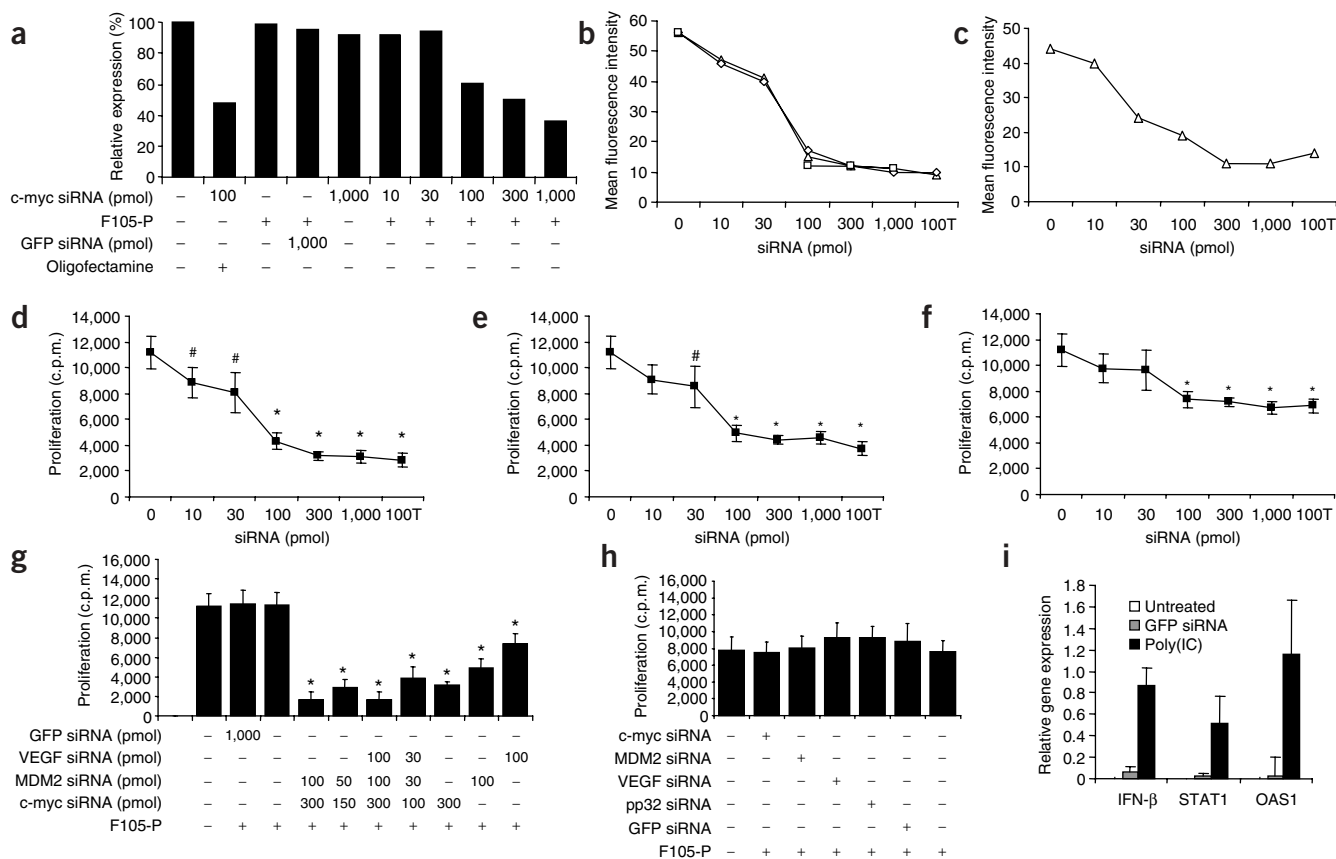 a
Relative expression (%)
100
80
60
40
20
0
c-myc siRNA (pmol) – 100 – – 1,000 10 30 100 300 1,000
F105-P – – + + – + + + + +
GFP siRNA (pmol) – – – 1,000 – – – – – –
Oligofectamine – + – – – – – – – –
b
Mean fluorescence intensity
60
50
40
30
20
10
0
0 10 30 100 300 1,000 100T
siRNA (pmol)
c
Mean fluorescence intensity
50
40
30
20
10
0
0 10 30 100 300 1,000 100T
siRNA (pmol)
d
Proliferation (c.p.m.)
14,000
12,000
10,000
8,000
6,000
4,000
2,000
0
# # * * * *
0 10 30 100 300 1,000 100T
siRNA (pmol)
e
Proliferation (c.p.m.)
14,000
12,000
10,000
8,000
6,000
4,000
2,000
0
# * * * *
0 10 30 100 300 1,000 100T
siRNA (pmol)
f
Proliferation (c.p.m.)
14,000
12,000
10,000
8,000
6,000
4,000
2,000
0
* * * *
0 10 30 100 300 1,000 100T
siRNA (pmol)
g
Proliferation (c.p.m.)
16,000
14,000
12,000
10,000
8,000
6,000
4,000
2,000
0
* * * * * * *
GFP siRNA (pmol) – 1,000 – – – – – – – –
VEGF siRNA (pmol) – – – – – 100 30 – – 100
MDM2 siRNA (pmol) – – – 100 50 100 30 – 100 –
c-myc siRNA (pmol) – – – 300 150 300 100 300 – –
F105-P – + + + + + + + + +
h
Proliferation (c.p.m.)
16,000
14,000
12,000
10,000
8,000
6,000
4,000
2,000
0
c-myc siRNA – + – – – – –
MDM2 siRNA – – + – – – –
VEGF siRNA – – – + – – –
pp32 siRNA – – – – + – –
GFP siRNA – – – – – + –
F105-P – + + + + + +
i
Relative gene expression
1.8
1.6
1.4
1.2
1.0
0.8
0.6
0.4
0.2
0
Untreated
GFP siRNA
Poly(IC)
IFN-β STAT1 OAS1